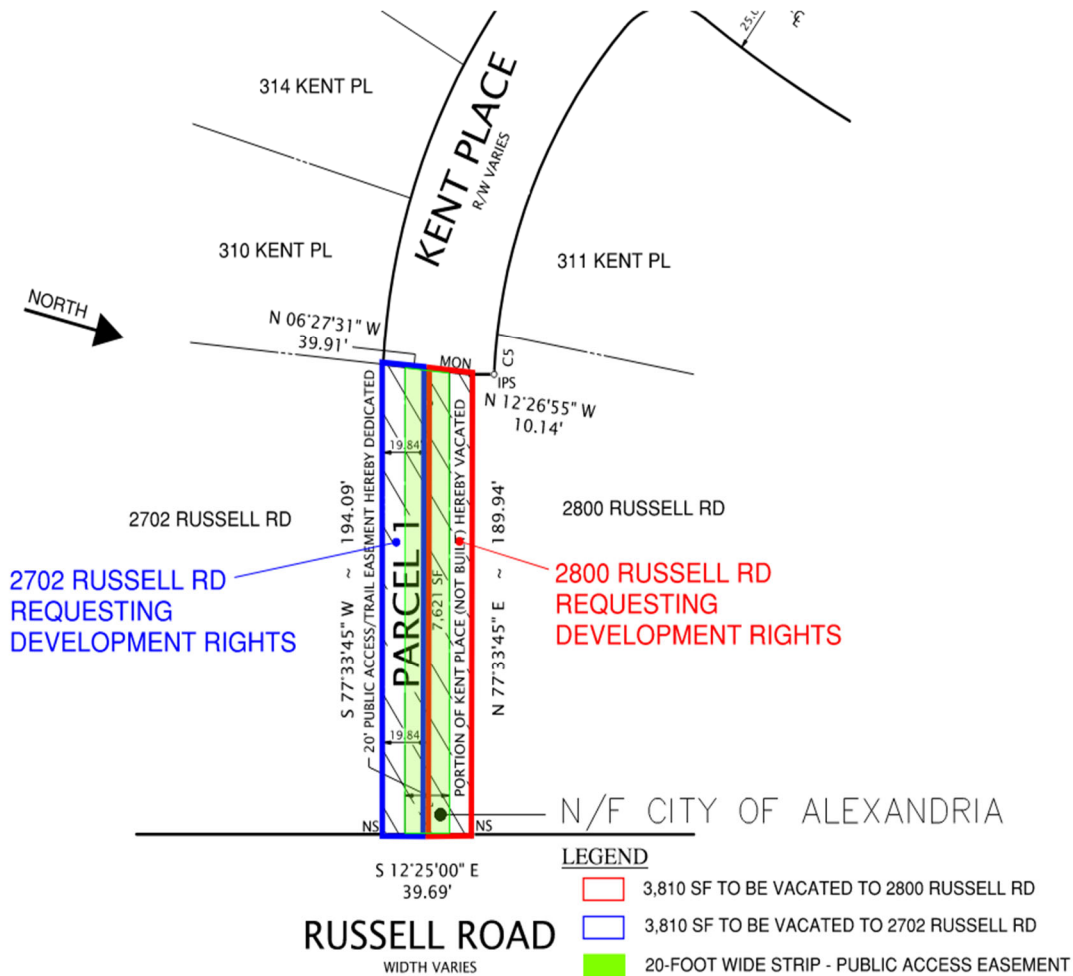 25.0
314 KENT PL
KENT PLACE
R/W VARIES
310 KENT PL
311 KENT PL
NORTH
N 06°27'31" W
39.91'
MON
C5
IPS
N 12°26'55" W
10.14'
19.84'
20' PUBLIC ACCESS/TRAIL EASEMENT HEREBY DEDICATED
PORTION OF KENT PLACE (NOT BUILT) HEREBY VACATED
S 77°33'45" W ~ 194.09'
PARCEL 1
7,621 SF
N 77°33'45" E ~ 189.94'
2702 RUSSELL RD
2800 RUSSELL RD
2702 RUSSELL RD
REQUESTING
DEVELOPMENT RIGHTS
2800 RUSSELL RD
REQUESTING
DEVELOPMENT RIGHTS
19.84'
N/F CITY OF ALEXANDRIA
NS
NS
S 12°25'00" E
39.69'
RUSSELL ROAD
WIDTH VARIES
LEGEND
3,810 SF TO BE VACATED TO 2800 RUSSELL RD
3,810 SF TO BE VACATED TO 2702 RUSSELL RD
20-FOOT WIDE STRIP - PUBLIC ACCESS EASEMENT